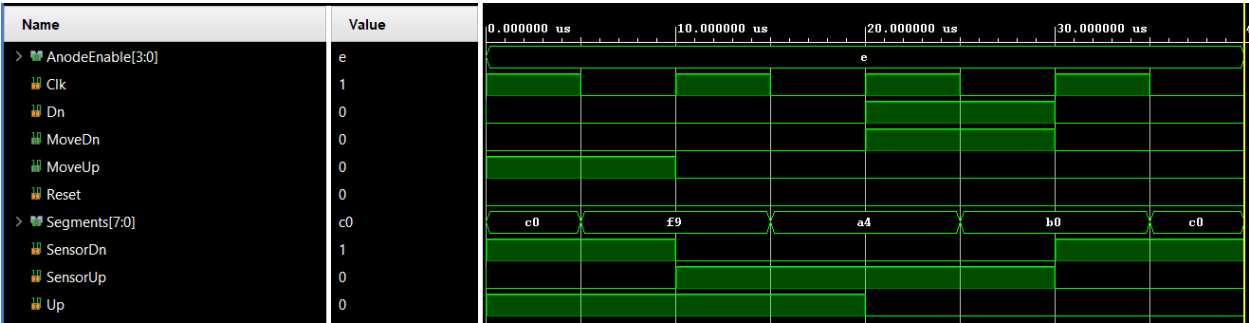 Name Value
0.000000 us 10.000000 us 20.000000 us 30.000000 us
AnodeEnable[3:0] e e
Clk 1
Dn 0
MoveDn 0
MoveUp 0
Reset 0
Segments[7:0] c0 c0 f9 a4 b0 c0
SensorDn 1
SensorUp 0
Up 0